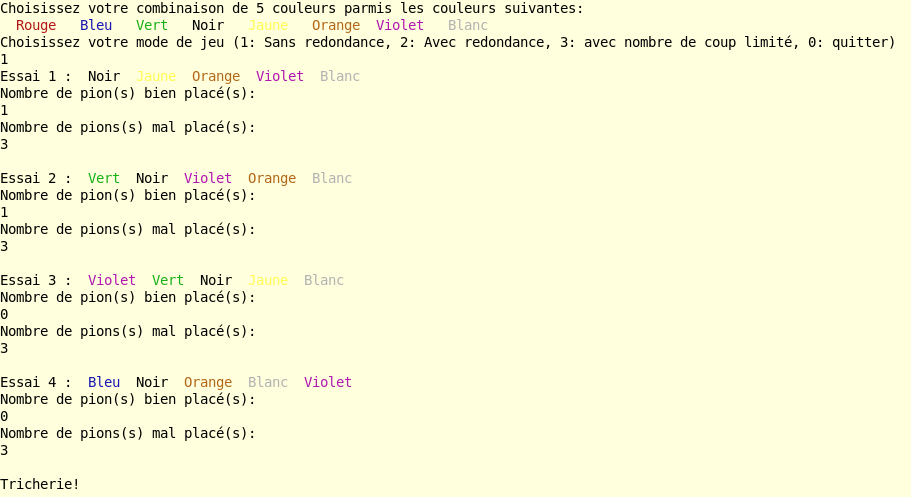 Choisissez votre combinaison de 5 couleurs parmis les couleurs suivantes:
Rouge Bleu Vert Noir Jaune Orange Violet Blanc
Choisissez votre mode de jeu (1: Sans redondance, 2: Avec redondance, 3: avec nombre de coup limité, 0: quitter)
1
Essai 1 : Noir Jaune Orange Violet Blanc
Nombre de pion(s) bien placé(s):
1
Nombre de pions(s) mal placé(s):
3
Essai 2 : Vert Noir Violet Orange Blanc
Nombre de pion(s) bien placé(s):
1
Nombre de pions(s) mal placé(s):
3
Essai 3 : Violet Vert Noir Jaune Blanc
Nombre de pion(s) bien placé(s):
0
Nombre de pions(s) mal placé(s):
3
Essai 4 : Bleu Noir Orange Blanc Violet
Nombre de pion(s) bien placé(s):
0
Nombre de pions(s) mal placé(s):
3
Tricherie!